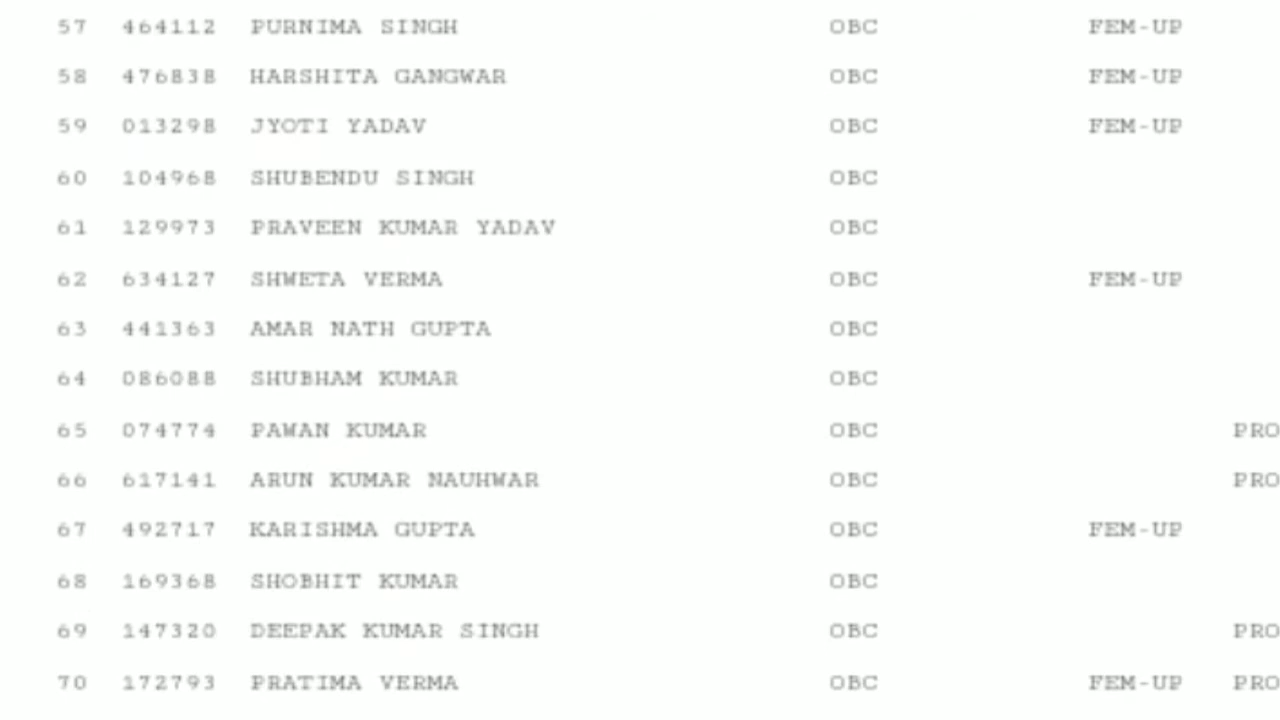 57 464112 PURNIMA SINGH OBC FEM-UP
58 476838 HARSHITA GANGWAR OBC FEM-UP
59 013298 JYOTI YADAV OBC FEM-UP
60 104968 SHUBENDU SINGH OBC
61 129973 PRAVEEN KUMAR YADAV OBC
62 634127 SHWETA VERMA OBC FEM-UP
63 441363 AMAR NATH GUPTA OBC
64 086088 SHUBHAM KUMAR OBC
65 074774 PAWAN KUMAR OBC PRO
66 617141 ARUN KUMAR NAUHWAR OBC PRO
67 492717 KARISHMA GUPTA OBC FEM-UP
68 169368 SHOBHIT KUMAR OBC
69 147320 DEEPAK KUMAR SINGH OBC PRO
70 172793 PRATIMA VERMA OBC FEM-UP PRO